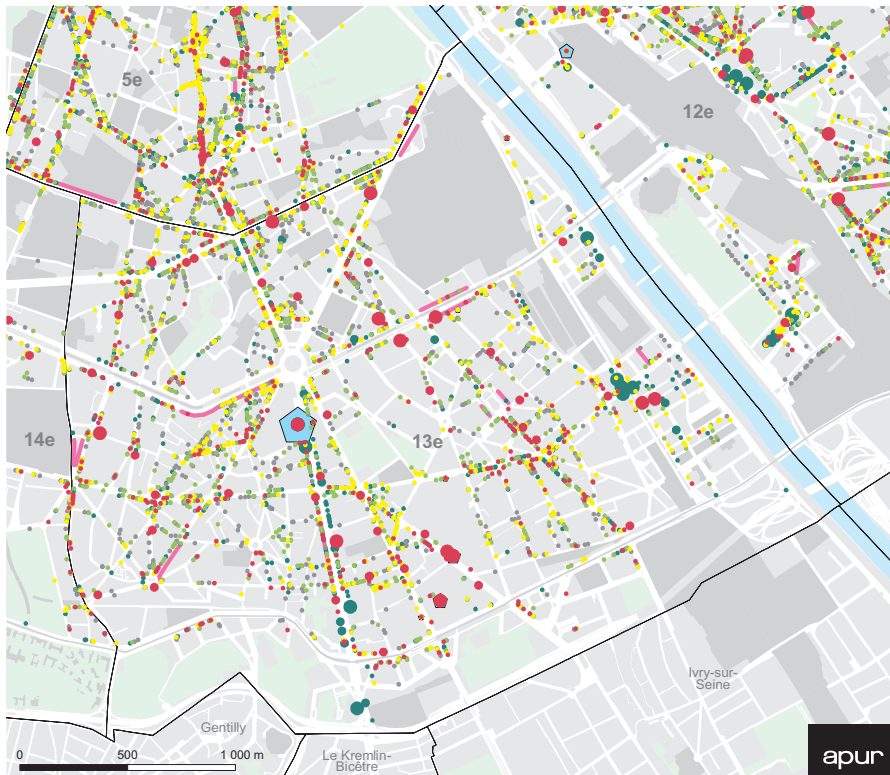 5e
12e
14e
13e
Ivry-sur-
Seine
Gentilly
Le Kremlin-
Bicêtre
0 500 1 000 m
apur